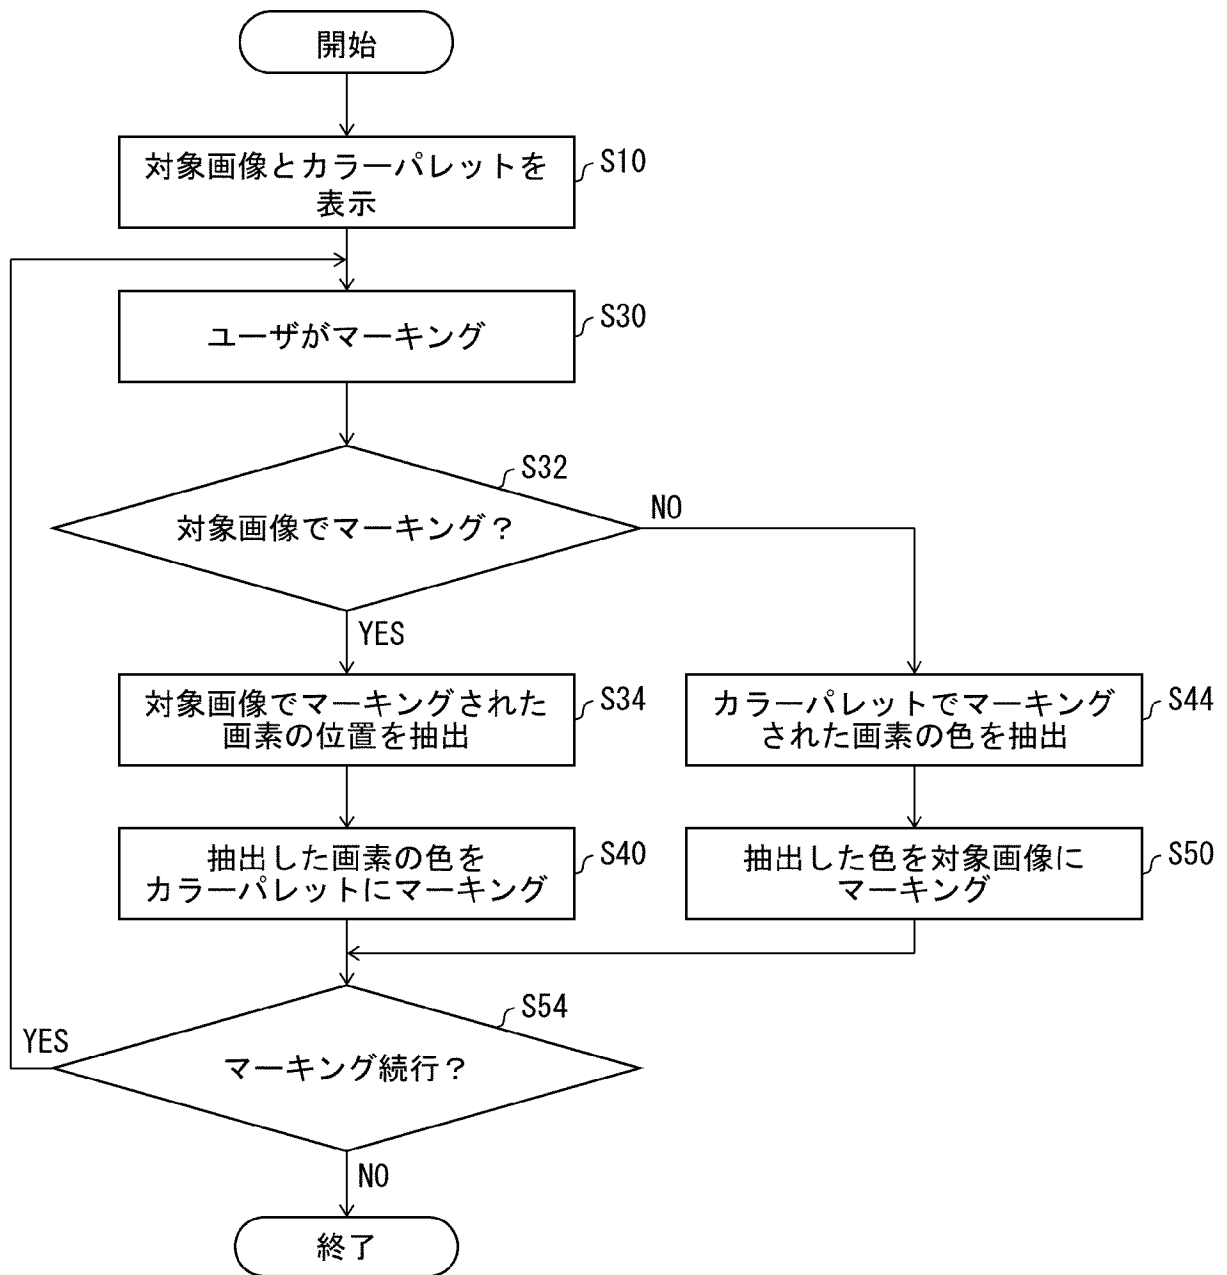 開始
対象画像とカラーパレットを
表示
S10
ユーザがマーキング
S30
S32
対象画像でマーキング？
NO
YES
対象画像でマーキングされた
画素の位置を抽出
S34
カラーパレットでマーキング
された画素の色を抽出
S44
抽出した画素の色を
カラーパレットにマーキング
S40
抽出した色を対象画像に
マーキング
S50
S54
YES
マーキング続行？
NO
終了